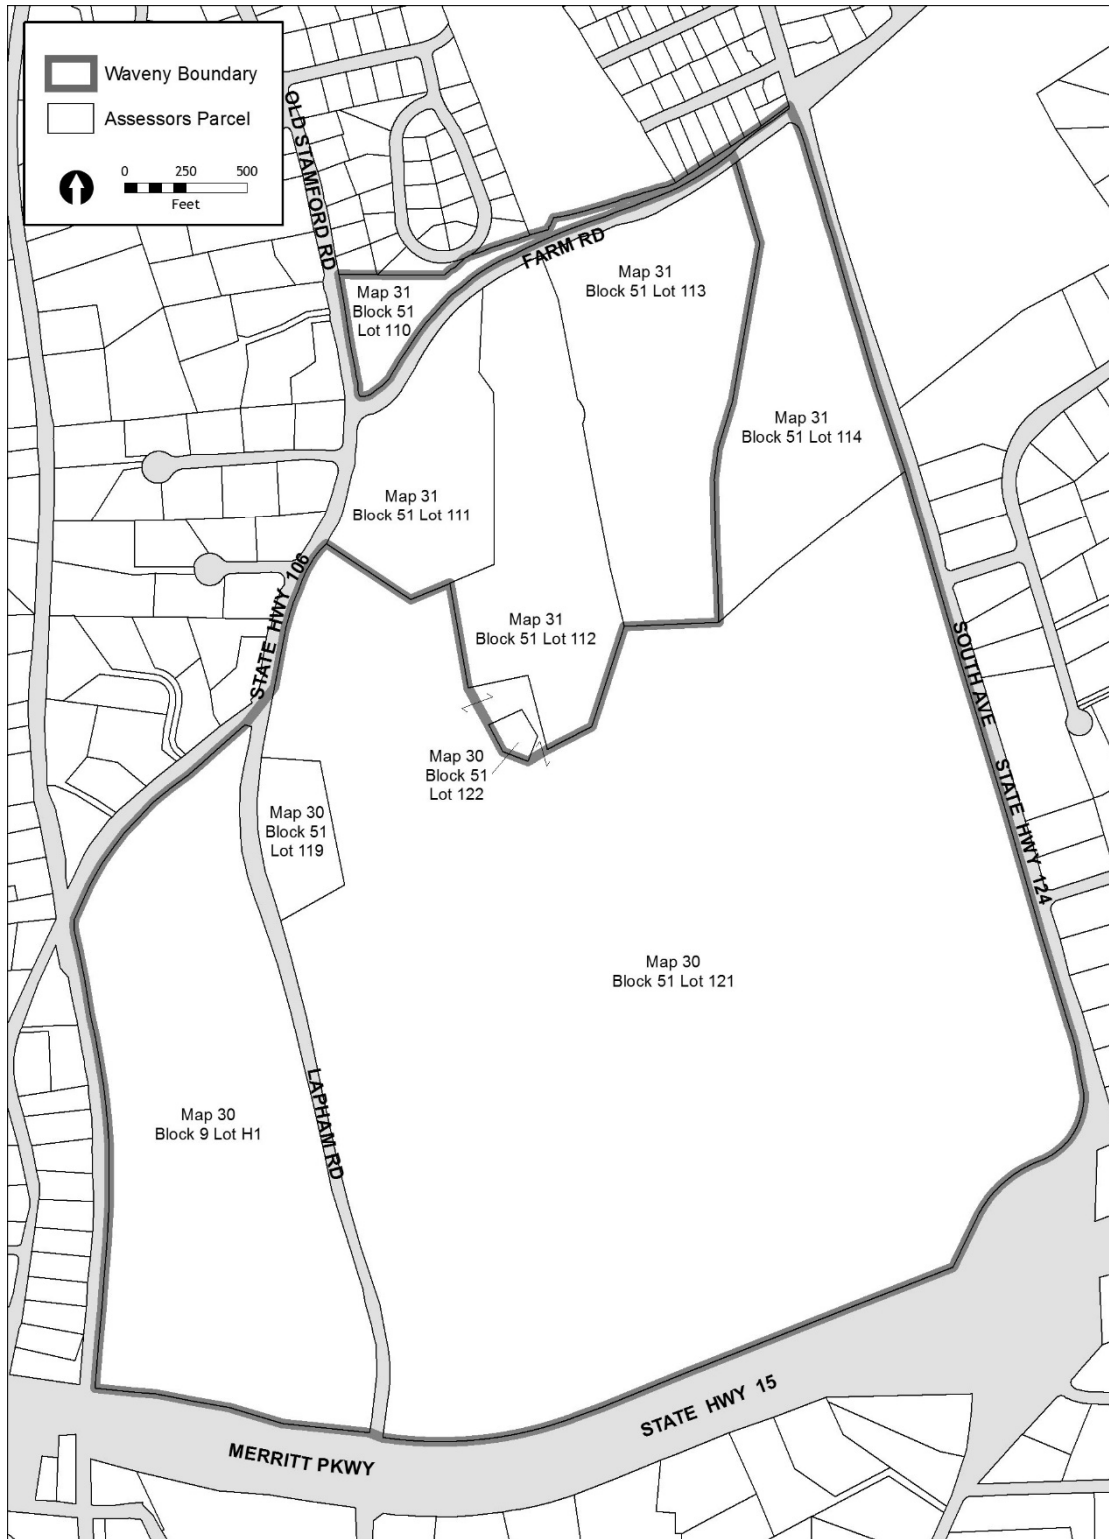 Waveny Boundary
Assessors Parcel
0 250 500
Feet
OLD STAMFORD RD
FARM RD
Map 31
Block 51
Lot 110
Map 31
Block 51 Lot 113
Map 31
Block 51 Lot 114
Map 31
Block 51 Lot 111
STATE HWY 106
Map 31
Block 51 Lot 112
SOUTH AVE STATE HWY 124
Map 30
Block 51
Lot 122
Map 30
Block 51
Lot 119
Map 30
Block 51 Lot 121
LAPHAM RD
Map 30
Block 9 Lot H1
STATE HWY 15
MERRITT PKWY